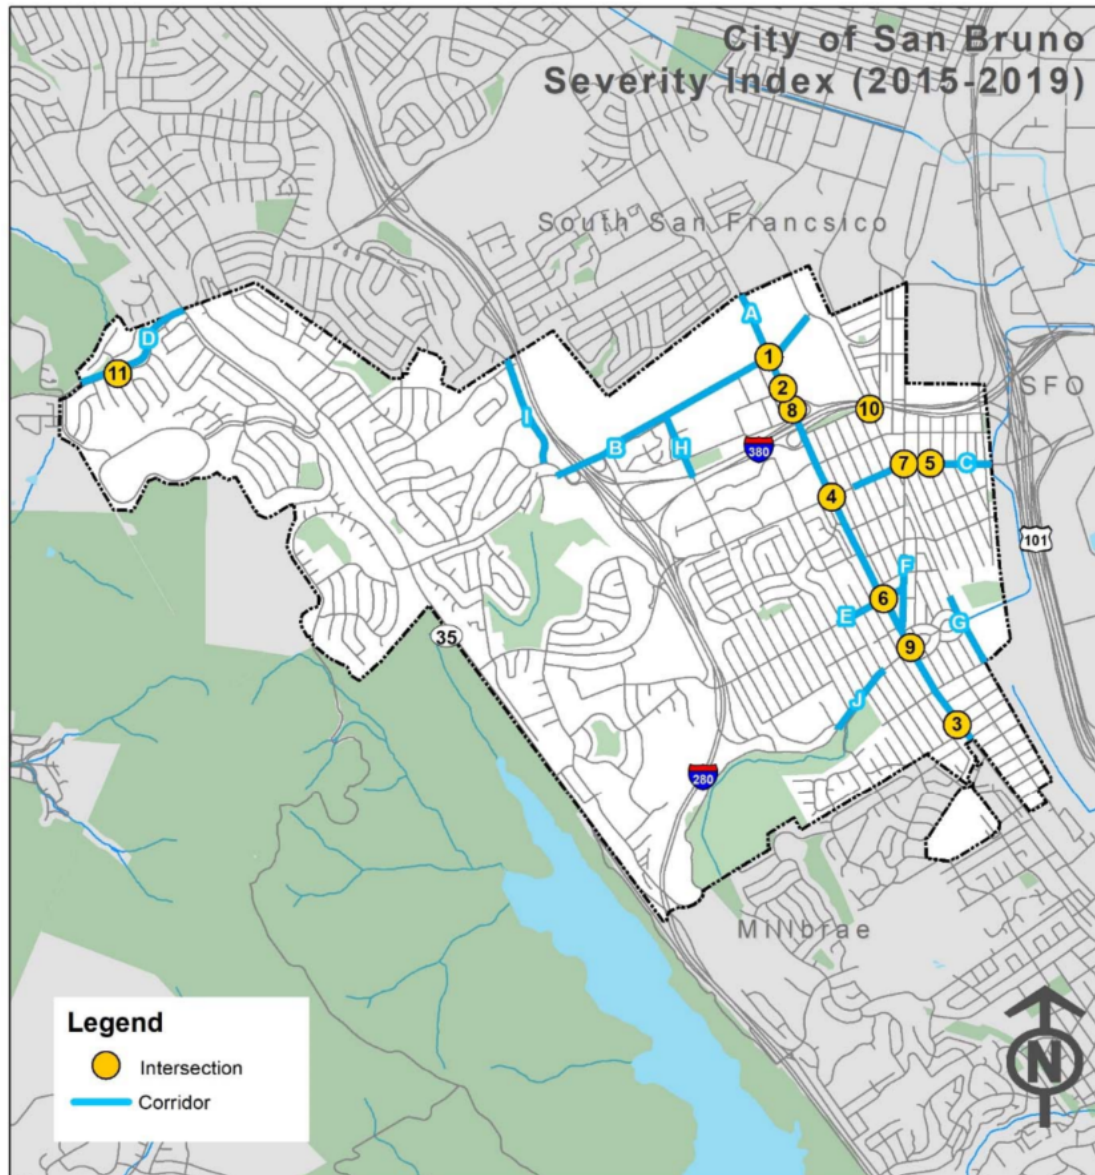 City of San Bruno
Severity Index (2015-2019)
South San Francsico
A
D
1
11
2
SFO
8
10
I
B
H
380
7
5
C
4
101
F
6
E
G
35
9
J
3
280
Millbrae
Legend
Intersection
Corridor
N